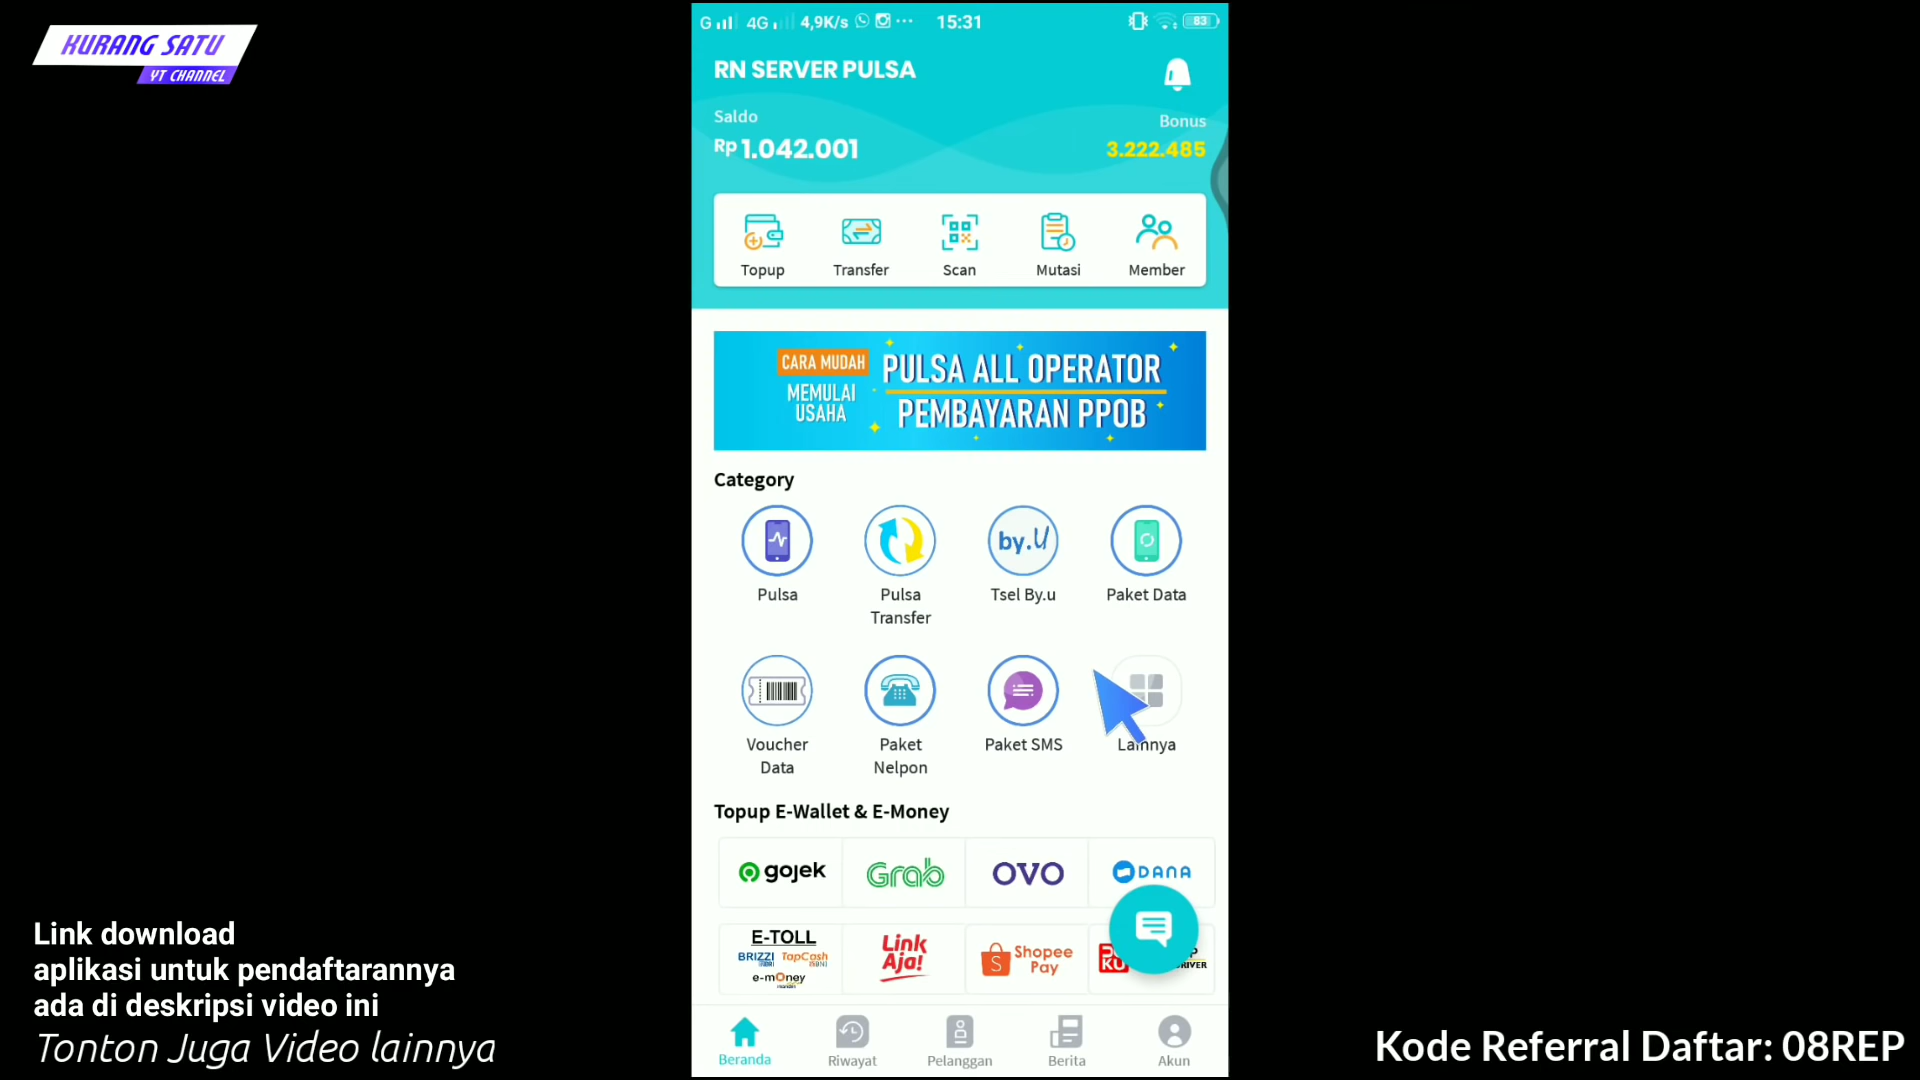 KURANG SATU
YT CHANNEL
G 4G 4,9K/s 15:31 83
RN SERVER PULSA
Saldo
Bonus
Rp 1.042.001
3.222.485
Topup Transfer Scan Mutasi Member
CARA MUDAH
MEMULAI
USAHA
PULSA ALL OPERATOR
PEMBAYARAN PPOB
Category
by.U
Pulsa
Pulsa
Transfer
Tsel By.u
Paket Data
Voucher
Data
Paket
Nelpon
Paket SMS
Lainnya
Topup E-Wallet & E-Money
gojek Grab OVO DANA
E-TOLL
BRIZZI TapCash
e-money
Link
Aja!
Shopee
Pay
Beranda Riwayat Pelanggan Berita Akun
Link download
aplikasi untuk pendaftarannya
ada di deskripsi video ini
Tonton Juga Video lainnya
Kode Referral Daftar: 08REP